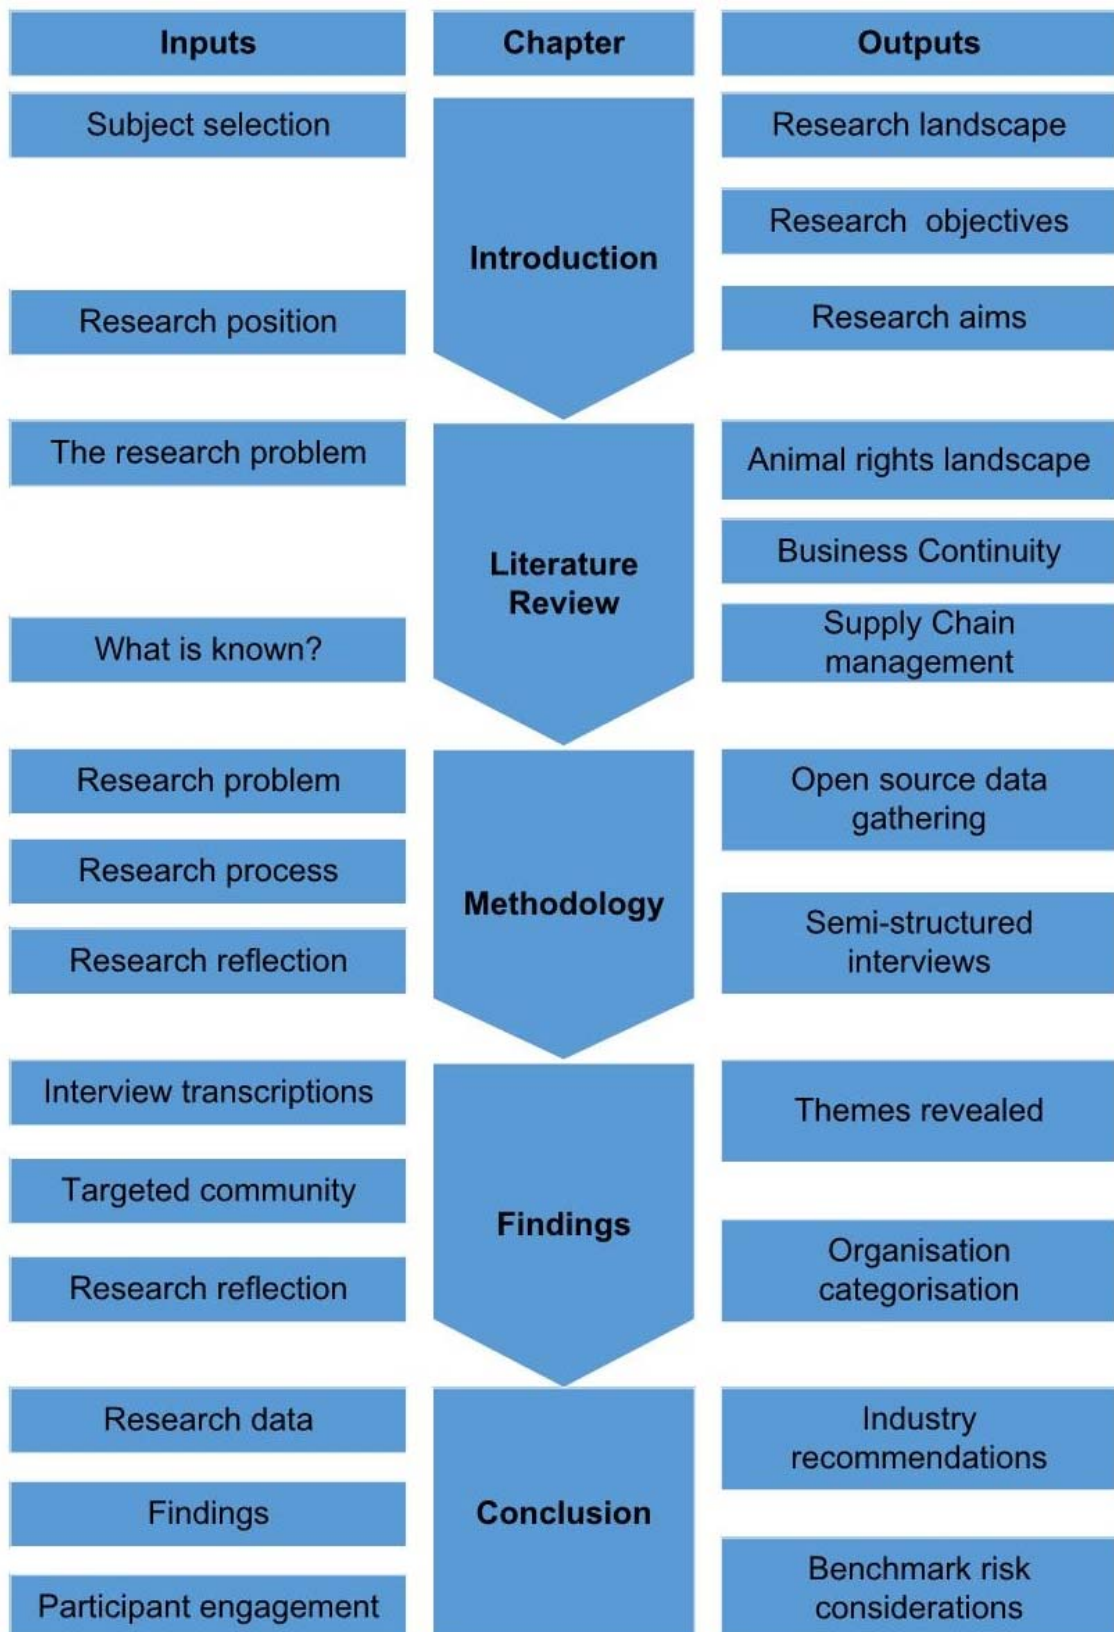 Inputs
Chapter
Outputs
Subject selection
Research position
Introduction
Research landscape
Research  objectives
Research aims
The research problem
What is known?
Literature
Review
Animal rights landscape
Business Continuity
Supply Chain
management
Research problem
Research process
Research reflection
Methodology
Open source data
gathering
Semi-structured
interviews
Interview transcriptions
Targeted community
Research reflection
Findings
Themes revealed
Organisation
categorisation
Research data
Findings
Participant engagement
Conclusion
Industry
recommendations
Benchmark risk
considerations